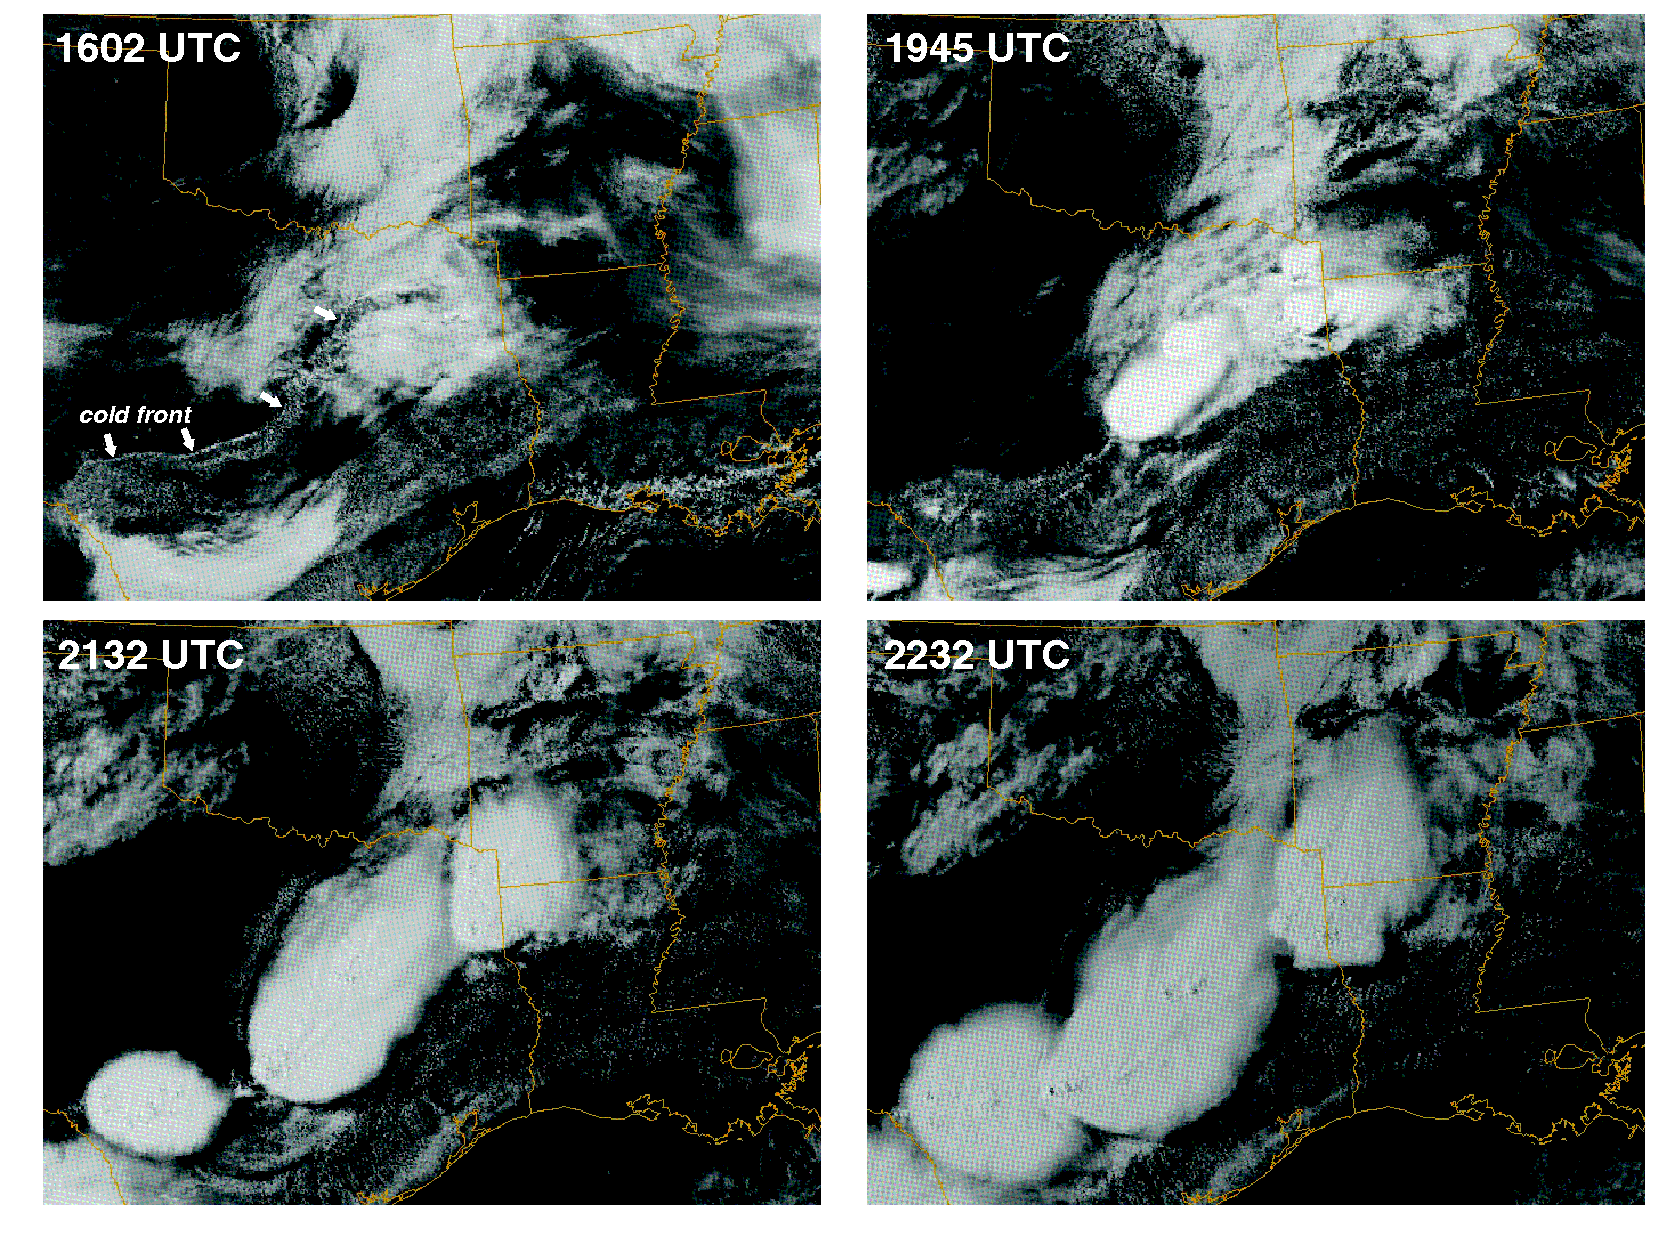 1602 UTC
1945 UTC
cold front
2132 UTC
2232 UTC